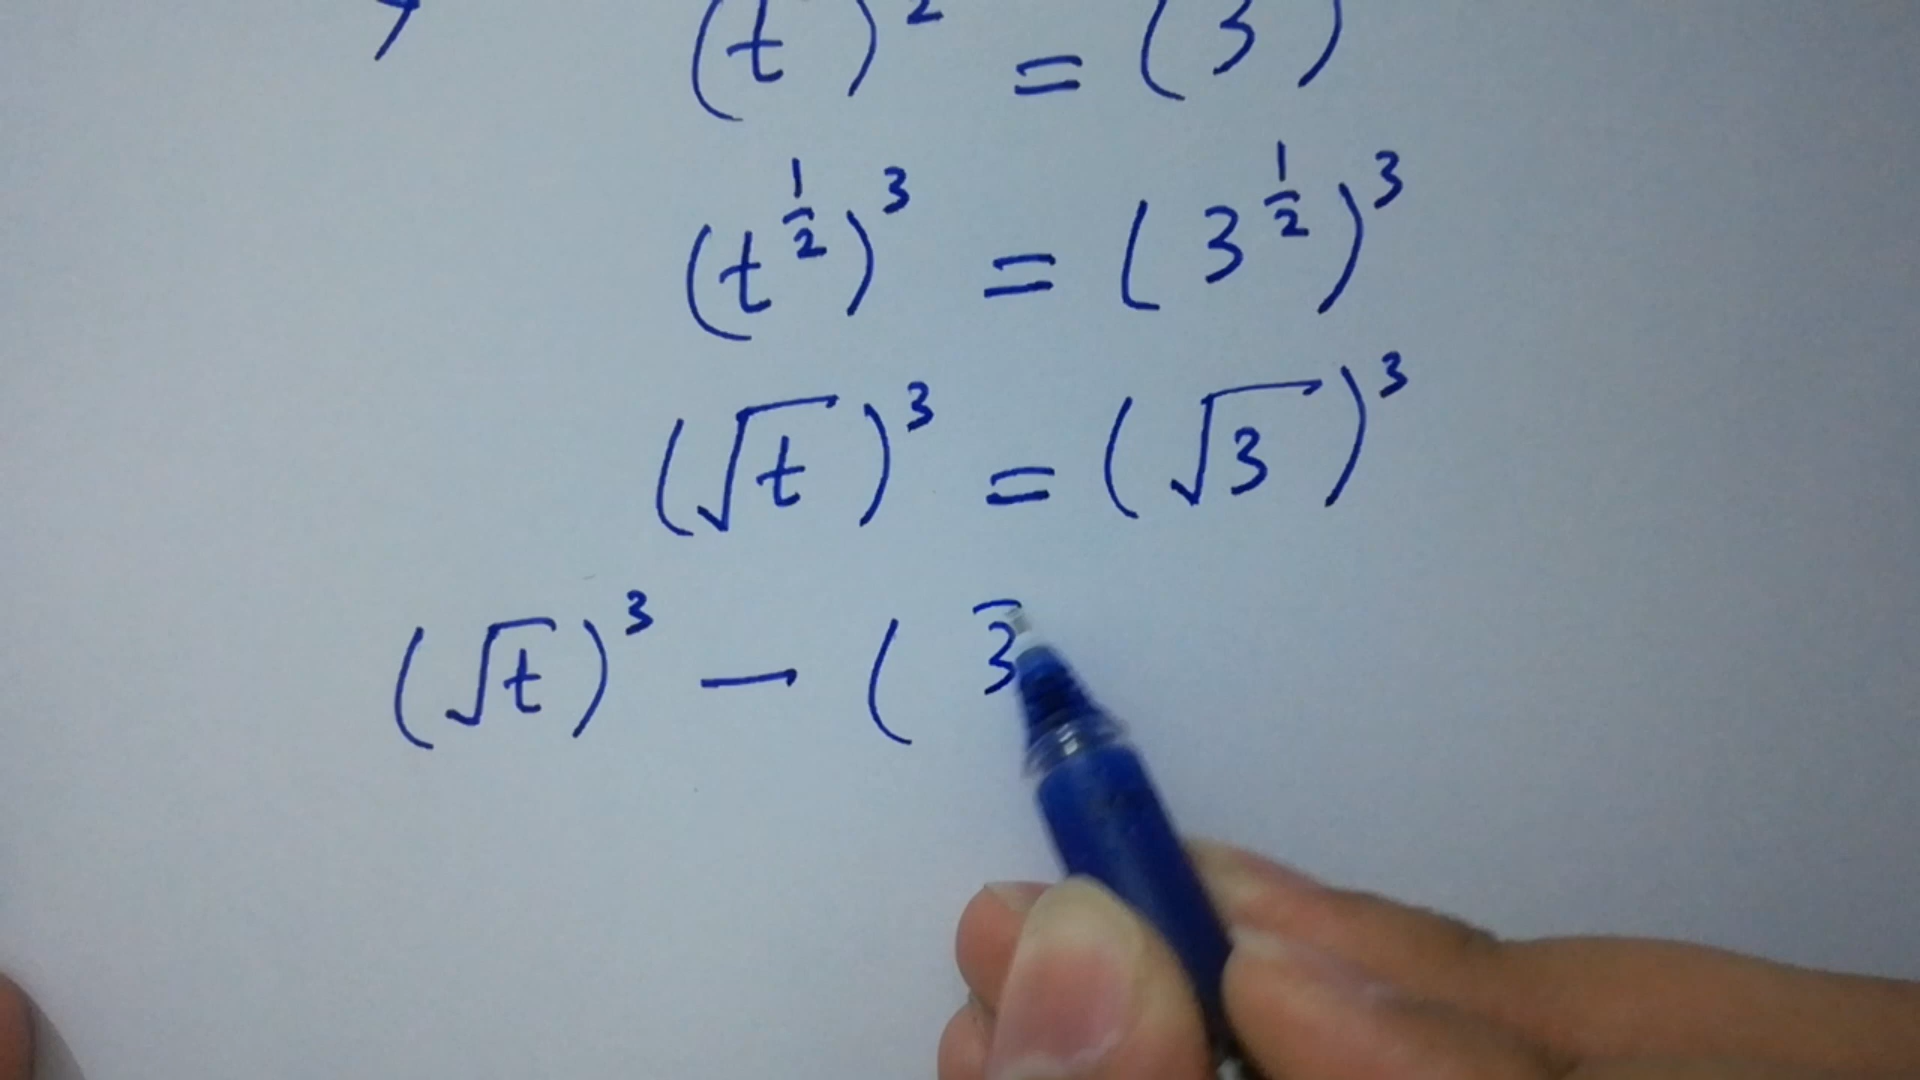 (t )² = (3 )
(t^{1/2})³ = (3^{1/2})³
(√t)³ = (√3)³
(√t)³ − ( 3